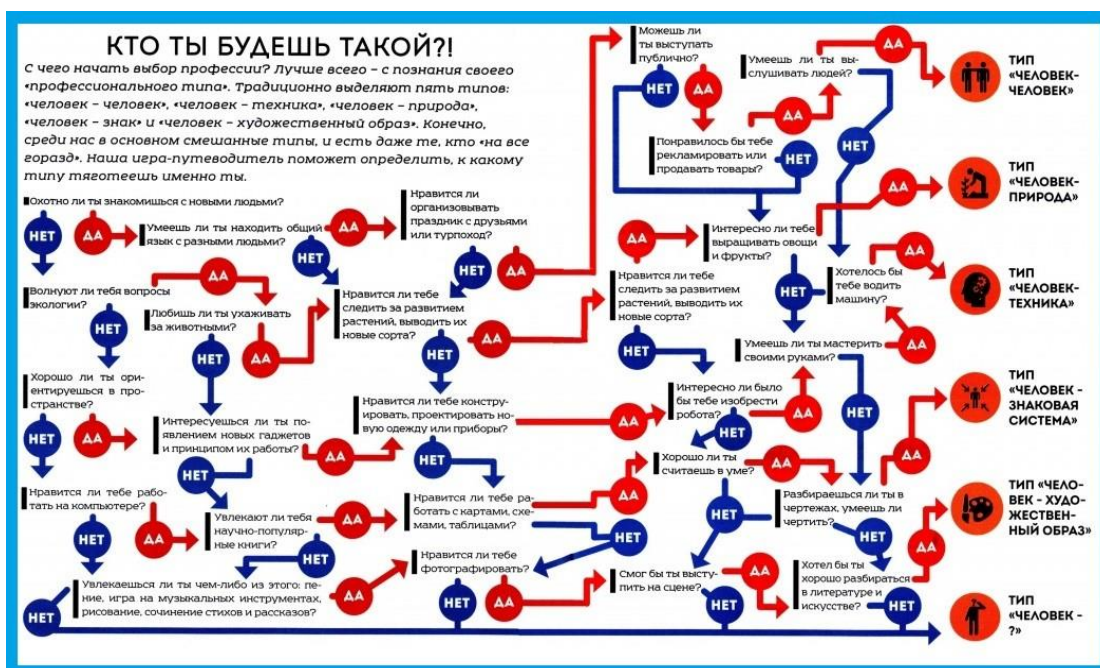 КТО ТЫ БУДЕШЬ ТАКОЙ?!
С чего начать выбор профессии? Лучше всего – с познания своего
«профессионального типа». Традиционно выделяют пять типов:
«человек – человек», «человек – техника», «человек – природа»,
«человек – знак» и «человек – художественный образ». Конечно,
среди нас в основном смешанные типы, и есть даже те, кто «на все
горазд». Наша игра-путеводитель поможет определить, к какому
типу тяготеешь именно ты.
Охотно ли ты знакомишься с новыми людьми?
НЕТ
ДА
Умеешь ли ты находить общий
язык с разными людьми?
ДА
НЕТ
Нравится ли
организовывать
праздник с друзьями
или турпоход?
НЕТ
ДА
Волнуют ли тебя вопросы
экологии?
ДА
НЕТ
Любишь ли ты ухаживать
за животными?
НЕТ
ДА
Нравится ли тебе
следить за развитием
растений, выводить их
новые сорта?
НЕТ
ДА
Хорошо ли ты ори-
ентируешься в про-
странстве?
НЕТ
ДА
Интересуешься ли ты по-
явлением новых гаджетов
и принципом их работы?
НЕТ
ДА
Нравится ли тебе констру-
ировать, проектировать но-
вую одежду или приборы?
НЕТ
ДА
Нравится ли тебе рабо-
тать на компьютере?
НЕТ
ДА
Увлекают ли тебя
научно-популяр-
ные книги?
ДА
НЕТ
Нравится ли тебе ра-
ботать с картами, схе-
мами, таблицами?
ДА
НЕТ
Увлекаешься ли ты чем-либо из этого: пе-
ние, игра на музыкальных инструментах,
рисование, сочинение стихов и рассказов?
НЕТ
ДА
Нравится ли тебе
фотографировать?
НЕТ
ДА
Можешь ли
ты выступать
публично?
НЕТ
ДА
Умеешь ли ты вы-
слушивать людей?
ДА
НЕТ
Понравилось бы тебе
рекламировать или
продавать товары?
ДА
НЕТ
Интересно ли тебе
выращивать овощи
и фрукты?
ДА
НЕТ
Нравится ли тебе
следить за развитием
растений, выводить их
новые сорта?
ДА
НЕТ
Хотелось бы
тебе водить
машину?
ДА
НЕТ
Умеешь ли ты мастерить
своими руками?
ДА
НЕТ
Интересно ли было
бы тебе изобрести
робота?
ДА
НЕТ
Хорошо ли ты
считаешь в уме?
ДА
НЕТ
Разбираешься ли ты в
чертежах, умеешь ли
чертить?
ДА
НЕТ
Смог бы ты высту-
пить на сцене?
ДА
НЕТ
Хотел бы ты
хорошо разбираться
в литературе и
искусстве?
ДА
НЕТ
ТИП
«ЧЕЛОВЕК-
ЧЕЛОВЕК»
ТИП
«ЧЕЛОВЕК-
ПРИРОДА»
ТИП
«ЧЕЛОВЕК-
ТЕХНИКА»
ТИП
«ЧЕЛОВЕК -
ЗНАКОВАЯ
СИСТЕМА»
ТИП «ЧЕЛО-
ВЕК - ХУДО-
ЖЕСТВЕН-
НЫЙ ОБРАЗ»
ТИП
«ЧЕЛОВЕК -
?»